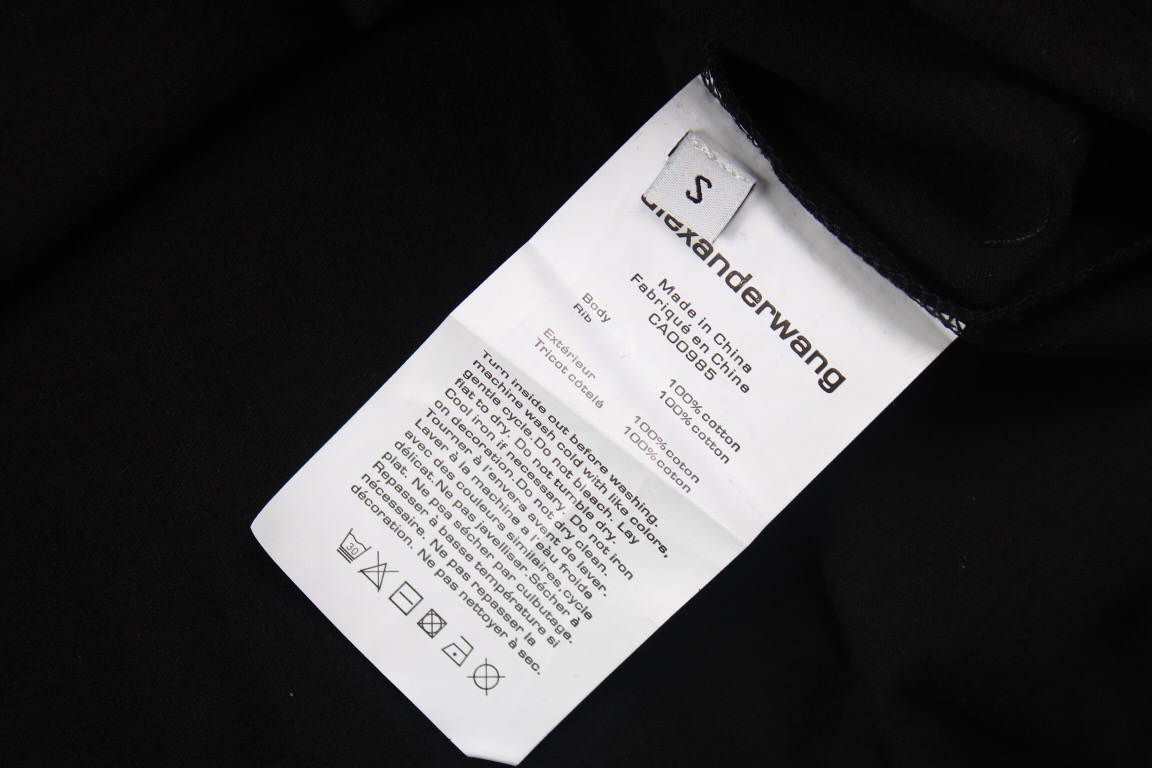 S
alexanderwang
Made in China
Fabriqué en Chine
CA00985
Body 100% cotton
Rib 100% cotton
Extérieur 100% coton
Tricot côtelé 100% coton
Turn inside out before washing.
machine wash cold with like colors,
gentle cycle.Do not bleach. Lay
flat to dry. Do not tumble dry.
Cool iron if necessary. Do not iron
on decoration.Do not dry clean.
Tourner à l'envers avant de laver.
Laver à la machine a l'eau froide
avec des couleurs similaires,cycle
délicat.Ne pas javelliser.Sécher à
plat. Ne psa sécher par culbutage.
Repasser à basse température si
nécessaire. Ne pas repasser la
décoration. Ne pas nettoyer à sec.
30